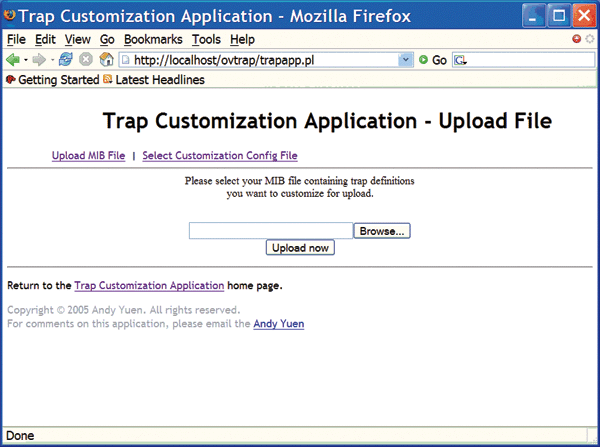 Trap Customization Application - Mozilla Firefox
File Edit View Go Bookmarks Tools Help
http://localhost/ovtrap/trapapp.pl Go G
Getting Started Latest Headlines
Trap Customization Application - Upload File
Upload MIB File | Select Customization Config File
Please select your MIB file containing trap definitions
you want to customize for upload.
Browse...
Upload now
Return to the Trap Customization Application home page.
Copyright © 2005 Andy Yuen. All rights reserved.
For comments on this application, please email the Andy Yuen
Done